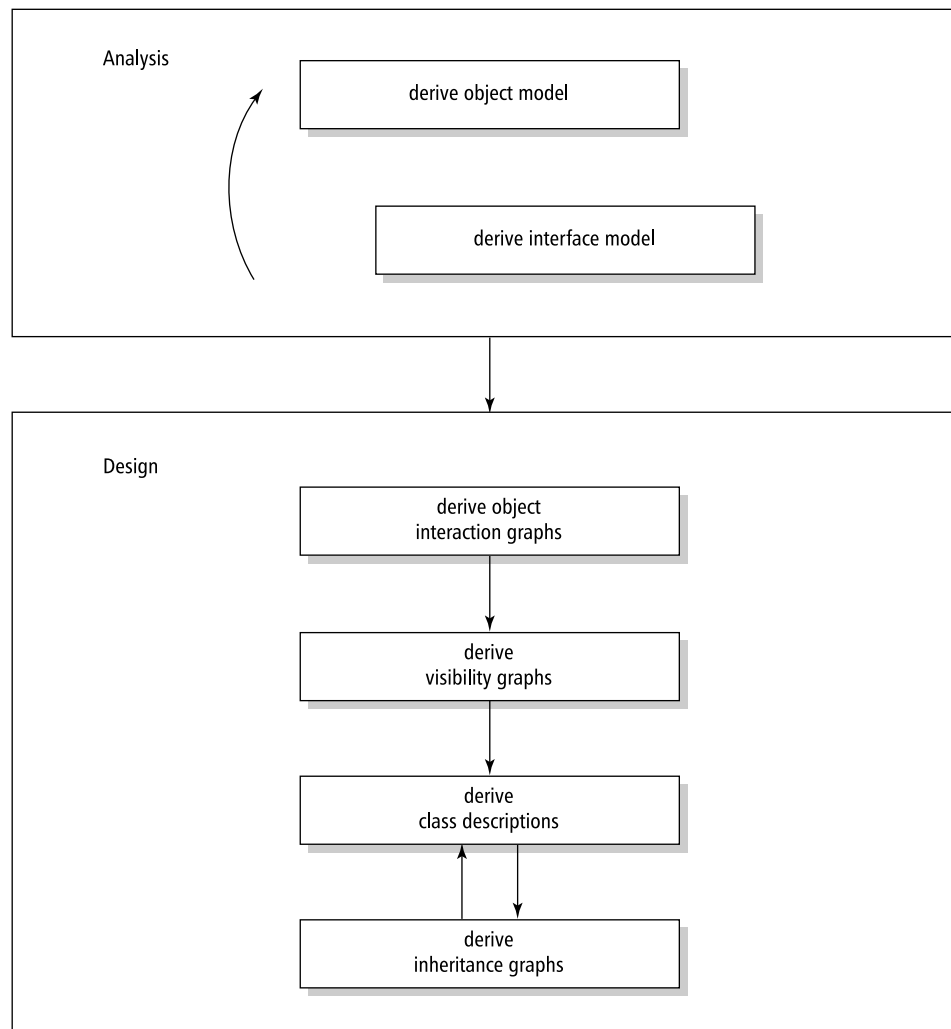 Analysis
derive object model
derive interface model
Design
derive object
interaction graphs
derive
visibility graphs
derive
class descriptions
derive
inheritance graphs